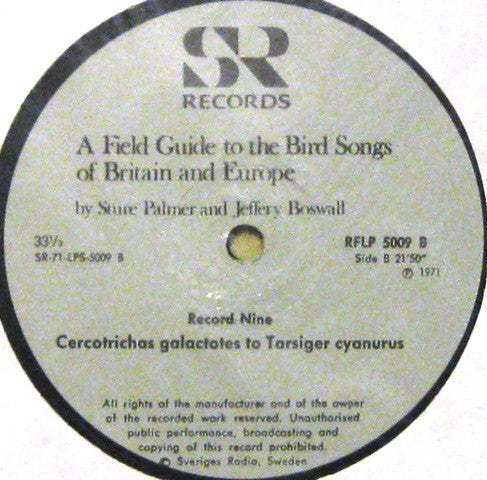 SR
RECORDS
A Field Guide to the Bird Songs
of Britain and Europe
by Sture Palmer and Jeffery Boswall
33⅓
SR-71-LPS-5009 B
RFLP 5009 B
Side B 21'50"
Ⓟ 1971
Record Nine
Cercotrichas galactotes to Tarsiger cyanurus
All rights of the manufacturer and of the owner
of the recorded work reserved. Unauthorised
public performance, broadcasting and
copying of this record prohibited.
© Sveriges Radio, Sweden